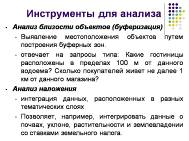 Инструменты для анализа
Анализ близости объектов (буферизация)
- Выявление местоположения объектов путем
построения буферных зон
- отвечает на запросы типа: Какие гостиницы
расположены в пределах 100 м от данного
водоема? Сколько покупателей живет не далее 1
км от данного магазина?
Анализ наложения
- интеграция данных, расположенных в разных
тематических слоях.
- Позволяет, например, интегрировать данные о
почвах, уклоне, растительности и землевладении
со ставками земельного налога.